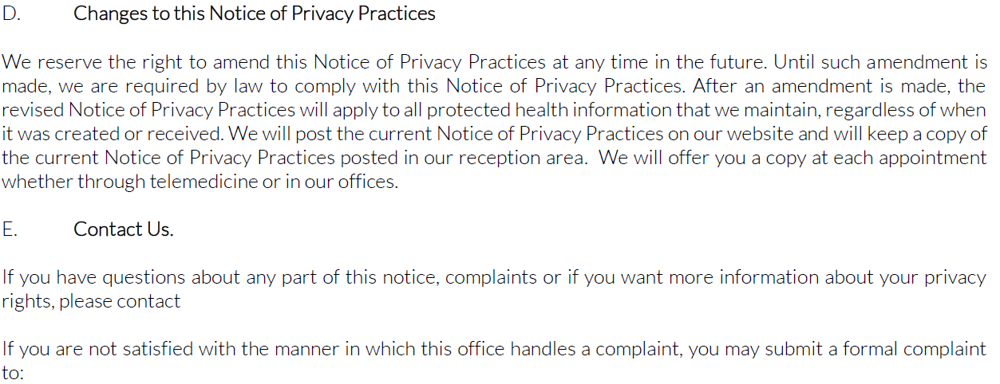 D. Changes to this Notice of Privacy Practices
We reserve the right to amend this Notice of Privacy Practices at any time in the future. Until such amendment is
made, we are required by law to comply with this Notice of Privacy Practices. After an amendment is made, the
revised Notice of Privacy Practices will apply to all protected health information that we maintain, regardless of when
it was created or received. We will post the current Notice of Privacy Practices on our website and will keep a copy of
the current Notice of Privacy Practices posted in our reception area. We will offer you a copy at each appointment
whether through telemedicine or in our offices.
E. Contact Us.
If you have questions about any part of this notice, complaints or if you want more information about your privacy
rights, please contact
If you are not satisfied with the manner in which this office handles a complaint, you may submit a formal complaint
to: